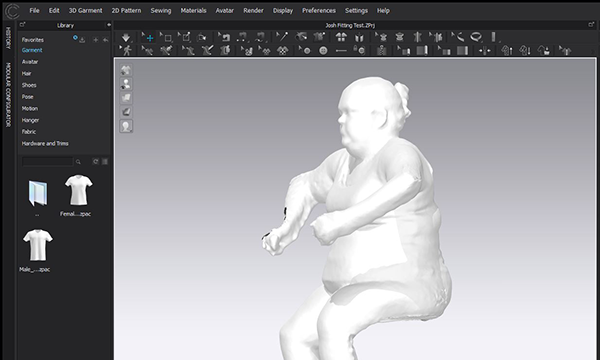 File Edit 3D Garment 2D Pattern Sewing Materials Avatar Render Display Preferences Settings Human
Library
Josh Fitting Test.ZPrj
HISTORY
MODULAR CONFIGURATOR
Favorites
Garment
Avatar
Hair
Shoes
Pose
Motion
Hanger
Fabric
Hardware and Trims
..
Femal....zpac
Male_....zpac